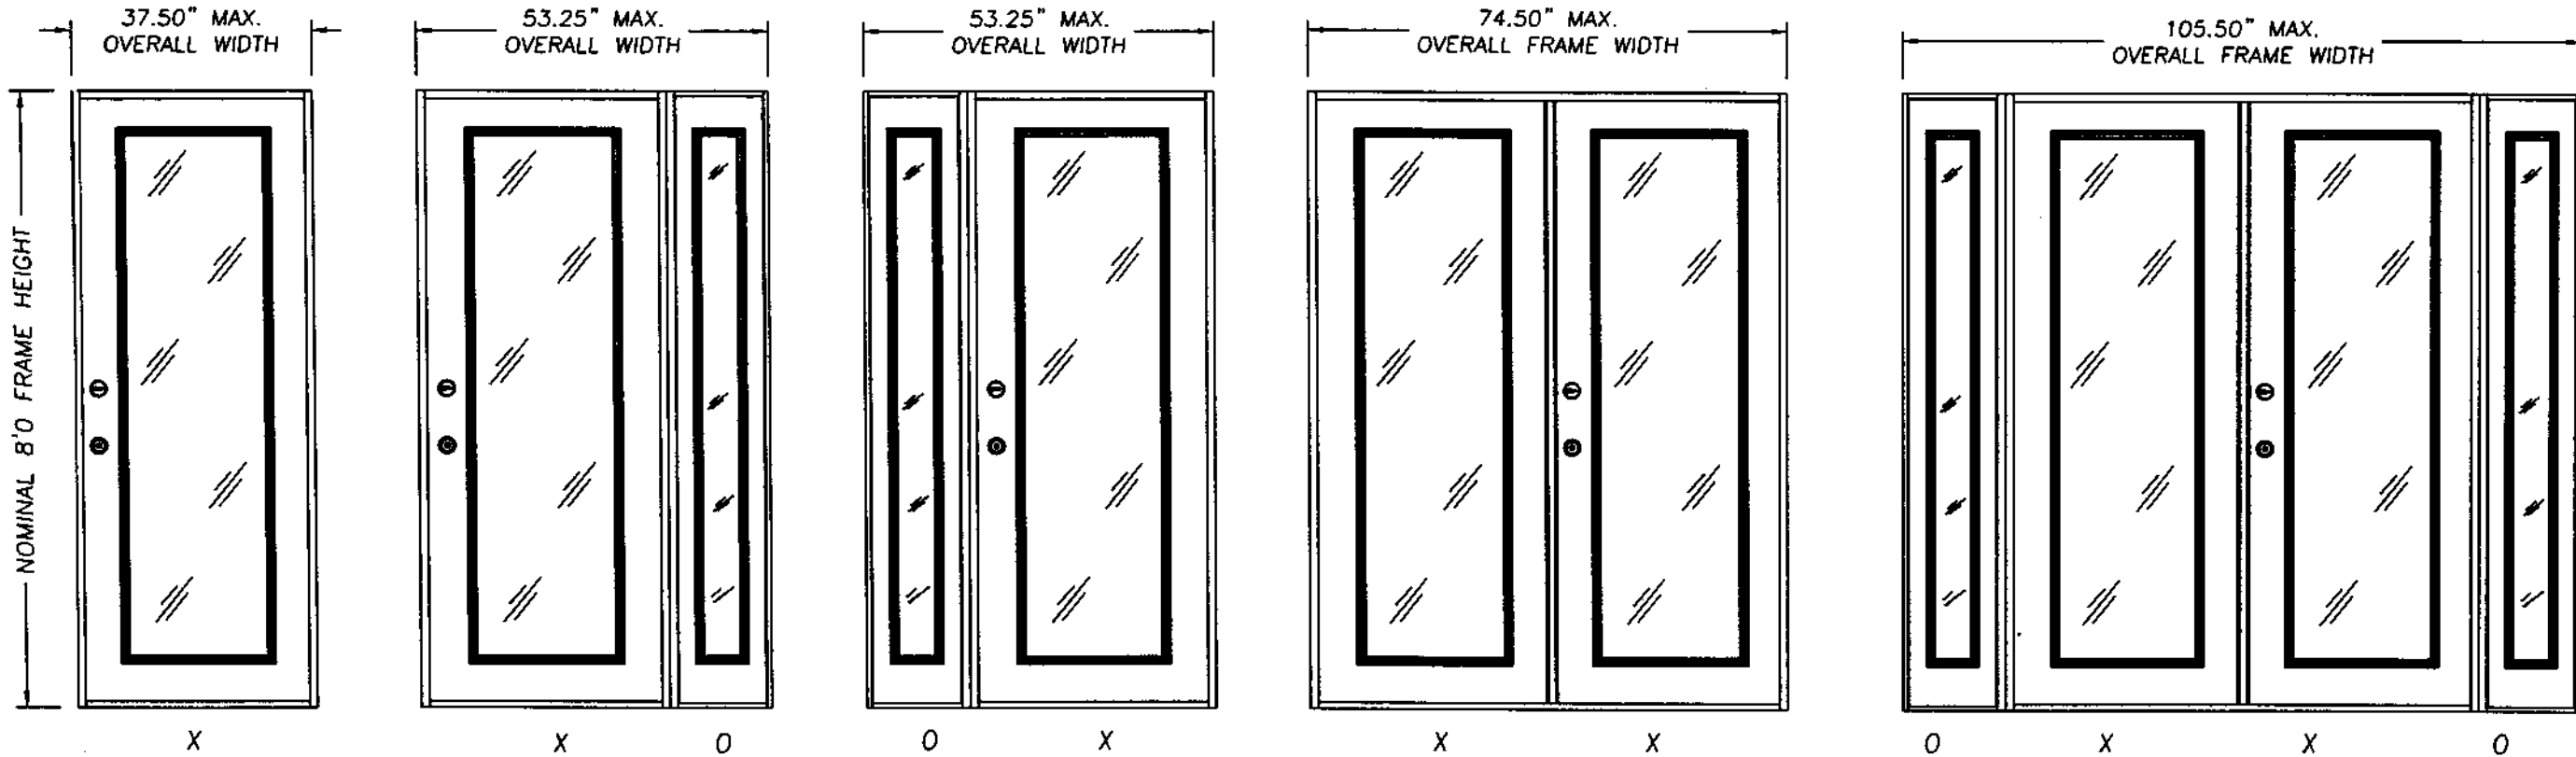 37.50" MAX.
OVERALL WIDTH
53.25" MAX.
OVERALL WIDTH
53.25" MAX.
OVERALL WIDTH
74.50" MAX.
OVERALL FRAME WIDTH
105.50" MAX.
OVERALL FRAME WIDTH
NOMINAL 8'0 FRAME HEIGHT
X
X O
O X
X X
O X X O